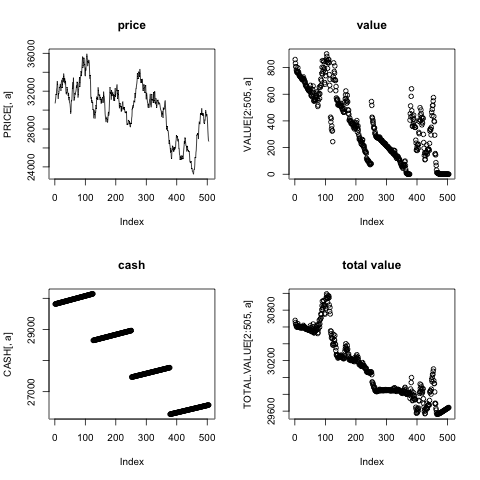 price
PRICE[, a]
24000 28000 32000 36000
0 100 200 300 400 500
Index
value
VALUE[2:505, a]
0 200 400 600 800
0 100 200 300 400 500
Index
cash
CASH[, a]
27000 29000
0 100 200 300 400 500
Index
total value
TOTAL.VALUE[2:505, a]
29600 30200 30800
0 100 200 300 400 500
Index